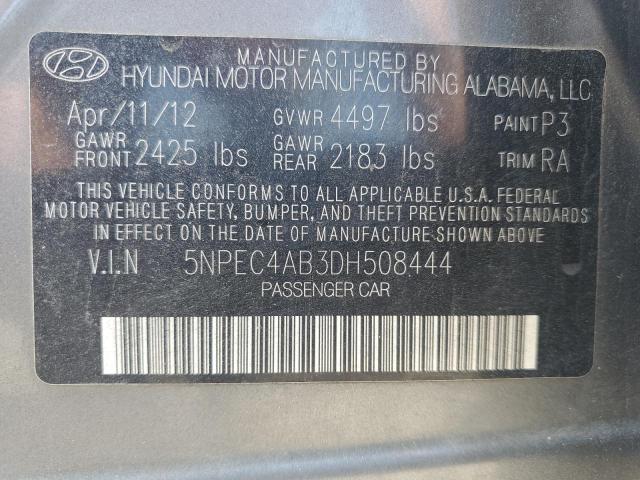 MANUFACTURED BY
HYUNDAI MOTOR MANUFACTURING ALABAMA, LLC
Apr/11/12 GVWR 4497 lbs PAINT P3
GAWR FRONT 2425 lbs GAWR REAR 2183 lbs TRIM RA
THIS VEHICLE CONFORMS TO ALL APPLICABLE U.S.A. FEDERAL
MOTOR VEHICLE SAFETY, BUMPER, AND THEFT PREVENTION STANDARDS
IN EFFECT ON THE DATE OF MANUFACTURE SHOWN ABOVE
V.I.N 5NPEC4AB3DH508444
PASSENGER CAR